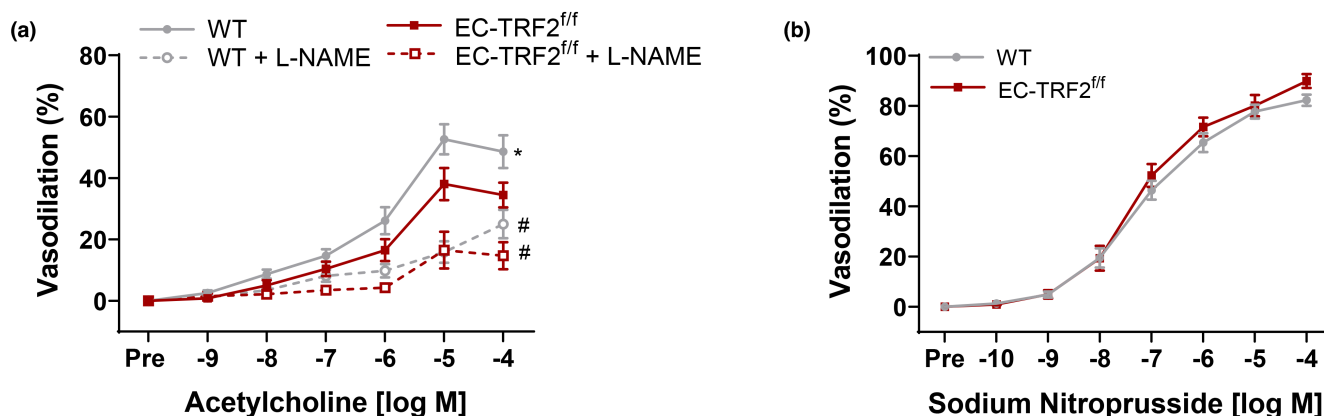 (a)
WT
WT + L-NAME
EC-TRF2f/f
EC-TRF2f/f + L-NAME
Vasodilation (%)
80
60
40
20
0
*
#
#
Pre -9 -8 -7 -6 -5 -4
Acetylcholine [log M]
(b)
WT
EC-TRF2f/f
Vasodilation (%)
100
80
60
40
20
0
Pre -10 -9 -8 -7 -6 -5 -4
Sodium Nitroprusside [log M]